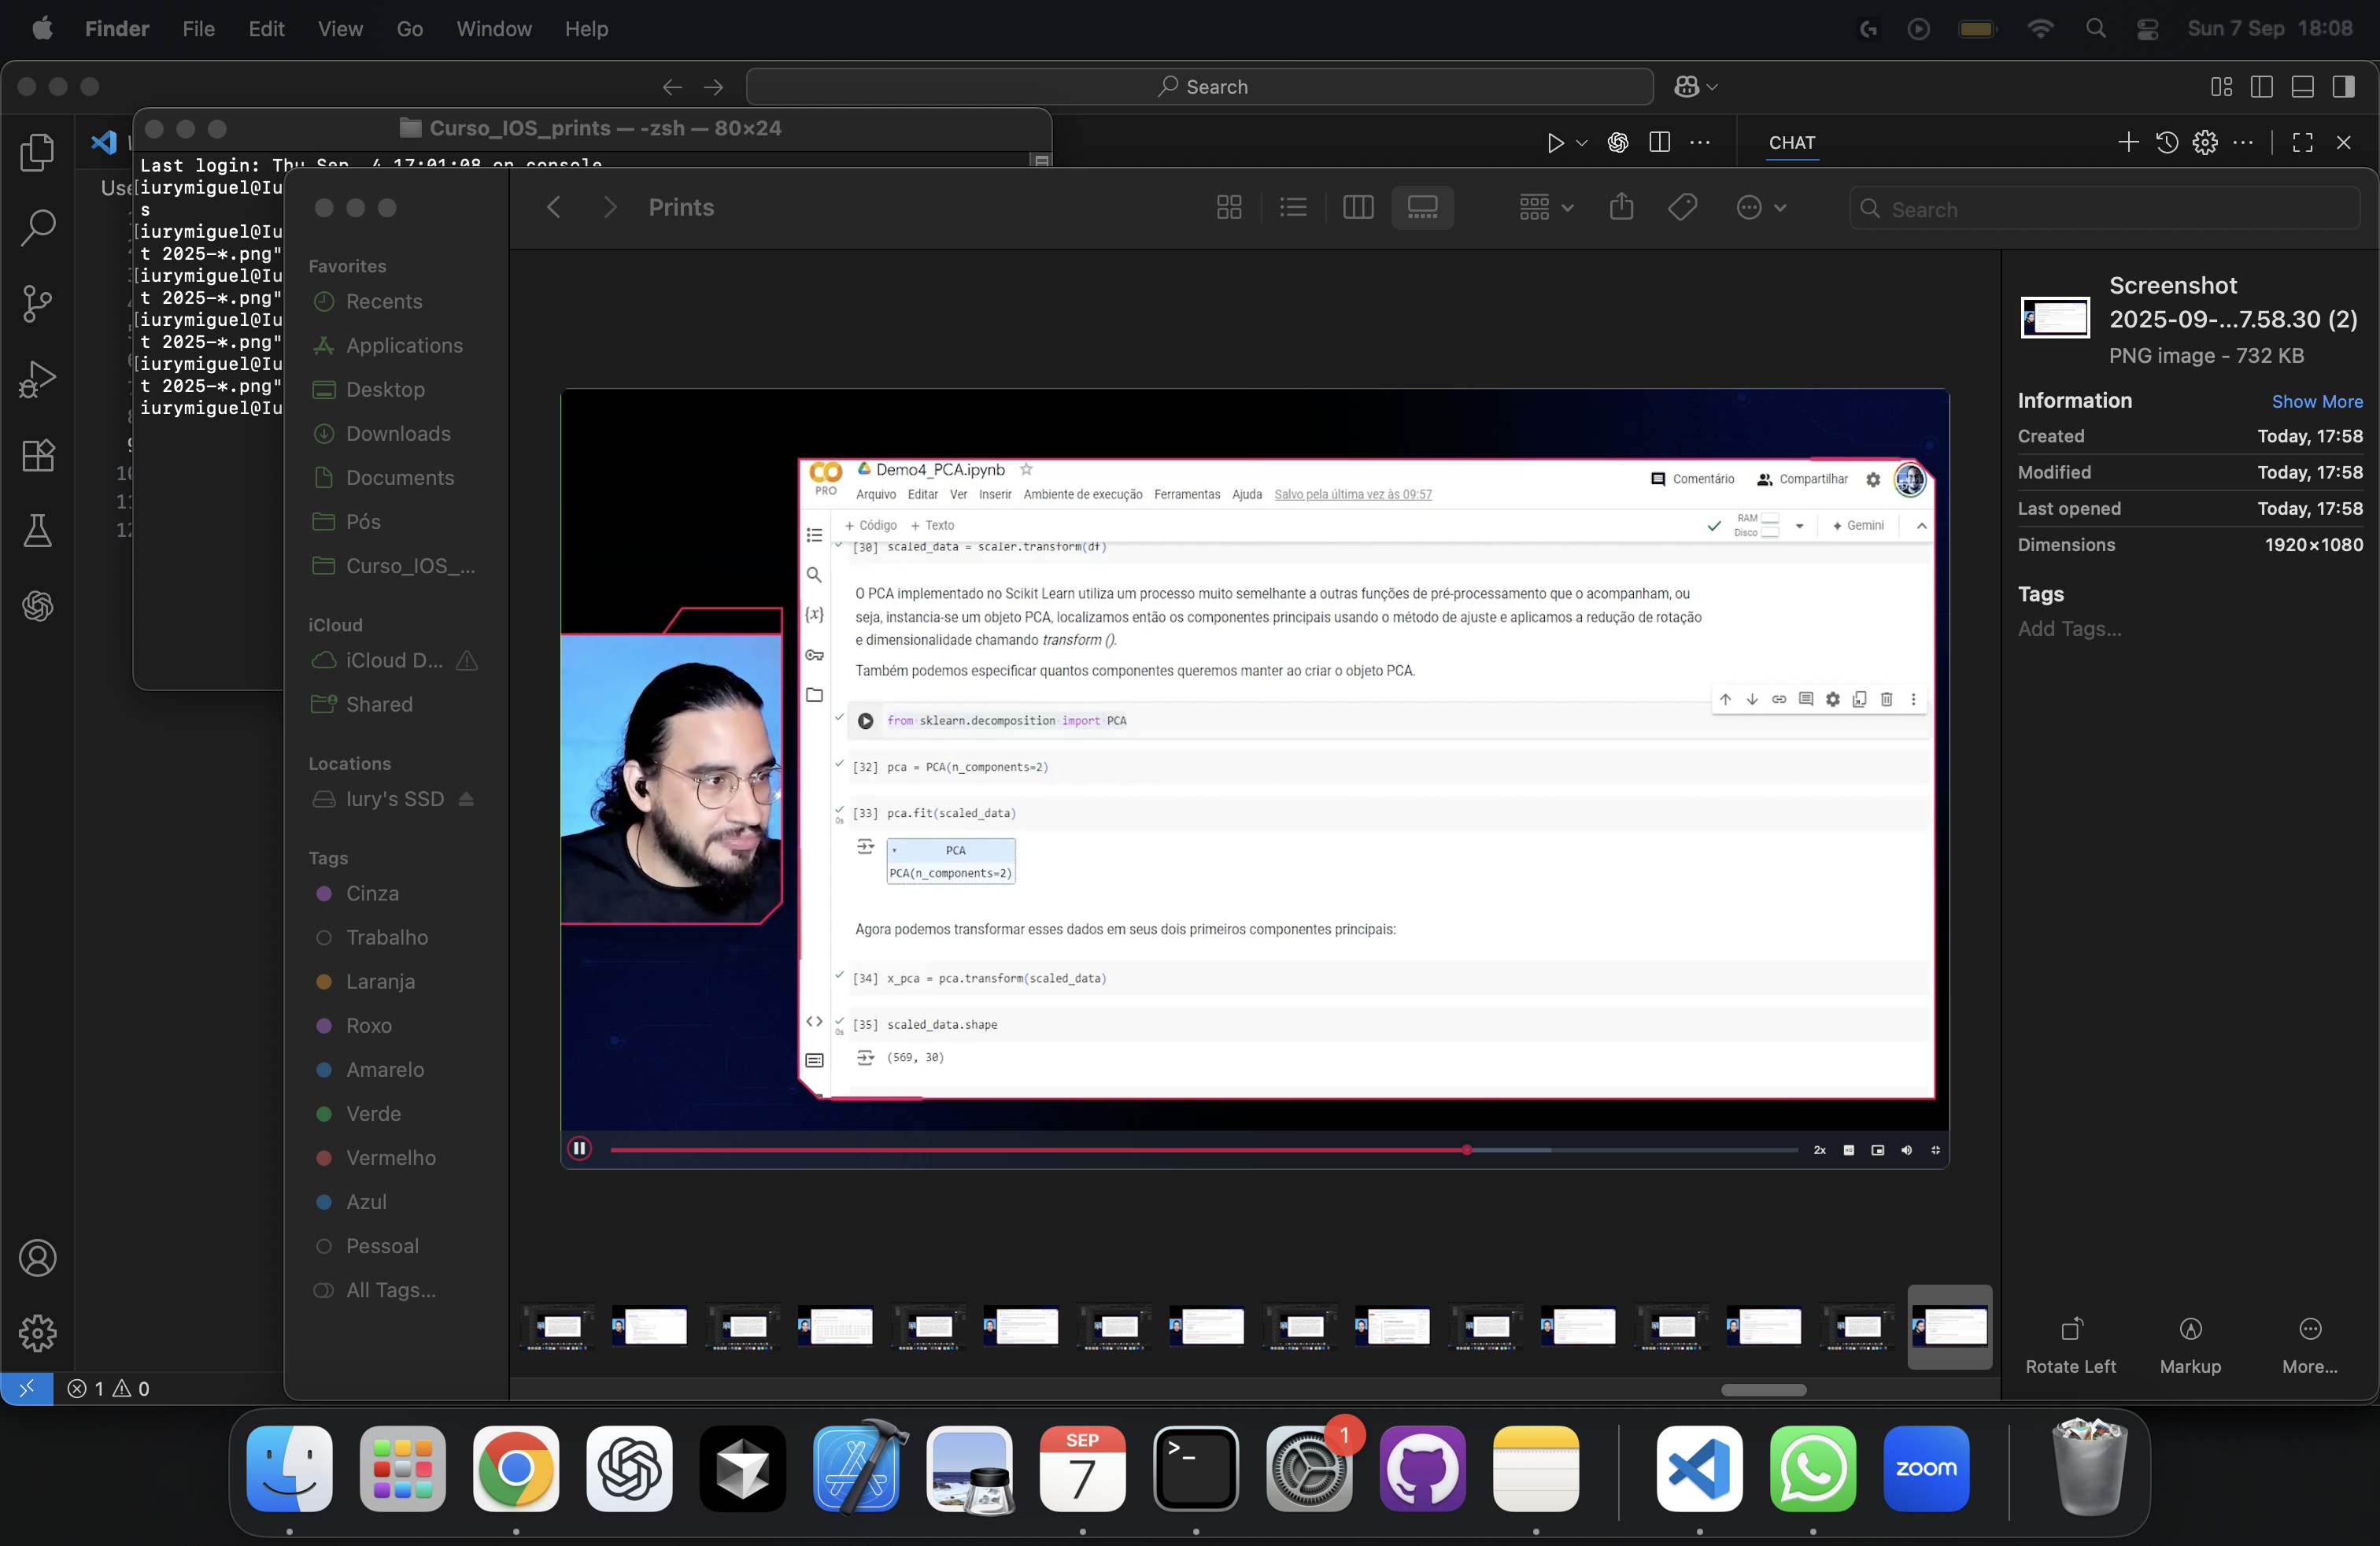 Finder File Edit View Go Window Help
Sun 7 Sep 18:08
Search
Curso_IOS_prints — -zsh — 80×24
CHAT
Last login: Thu Sep 4 17:01:08 on console
Use
[iurymiguel@Iu
s
[iurymiguel@Iu
t 2025-*.png"
[iurymiguel@Iu
t 2025-*.png"
[iurymiguel@Iu
t 2025-*.png"
[iurymiguel@Iu
t 2025-*.png"
iurymiguel@Iu
Prints
Search
Favorites
Recents
Applications
Desktop
Downloads
Documents
Pós
Curso_IOS_...
iCloud
iCloud D...
Shared
Locations
Iury's SSD
Tags
Cinza
Trabalho
Laranja
Roxo
Amarelo
Verde
Vermelho
Azul
Pessoal
All Tags...
CO
PRO
Demo4_PCA.ipynb
Comentário Compartilhar
Arquivo Editar Ver Inserir Ambiente de execução Ferramentas Ajuda Salvo pela última vez às 09:57
+ Código + Texto
RAM
Disco
Gemini
[30] scaled_data = scaler.transform(df)
O PCA implementado no Scikit Learn utiliza um processo muito semelhante a outras funções de pré-processamento que o acompanham, ou
seja, instancia-se um objeto PCA, localizamos então os componentes principais usando o método de ajuste e aplicamos a redução de rotação
e dimensionalidade chamando transform ().
Também podemos especificar quantos componentes queremos manter ao criar o objeto PCA.
from sklearn.decomposition import PCA
[32] pca = PCA(n_components=2)
[33] pca.fit(scaled_data)
0s
PCA
PCA(n_components=2)
Agora podemos transformar esses dados em seus dois primeiros componentes principais:
[34] x_pca = pca.transform(scaled_data)
[35] scaled_data.shape
0s
(569, 30)
2x
Screenshot
2025-09-...7.58.30 (2)
PNG image - 732 KB
Information Show More
Created Today, 17:58
Modified Today, 17:58
Last opened Today, 17:58
Dimensions 1920×1080
Tags
Add Tags...
Rotate Left Markup More...
1 0
SEP
7
>_
1
zoom